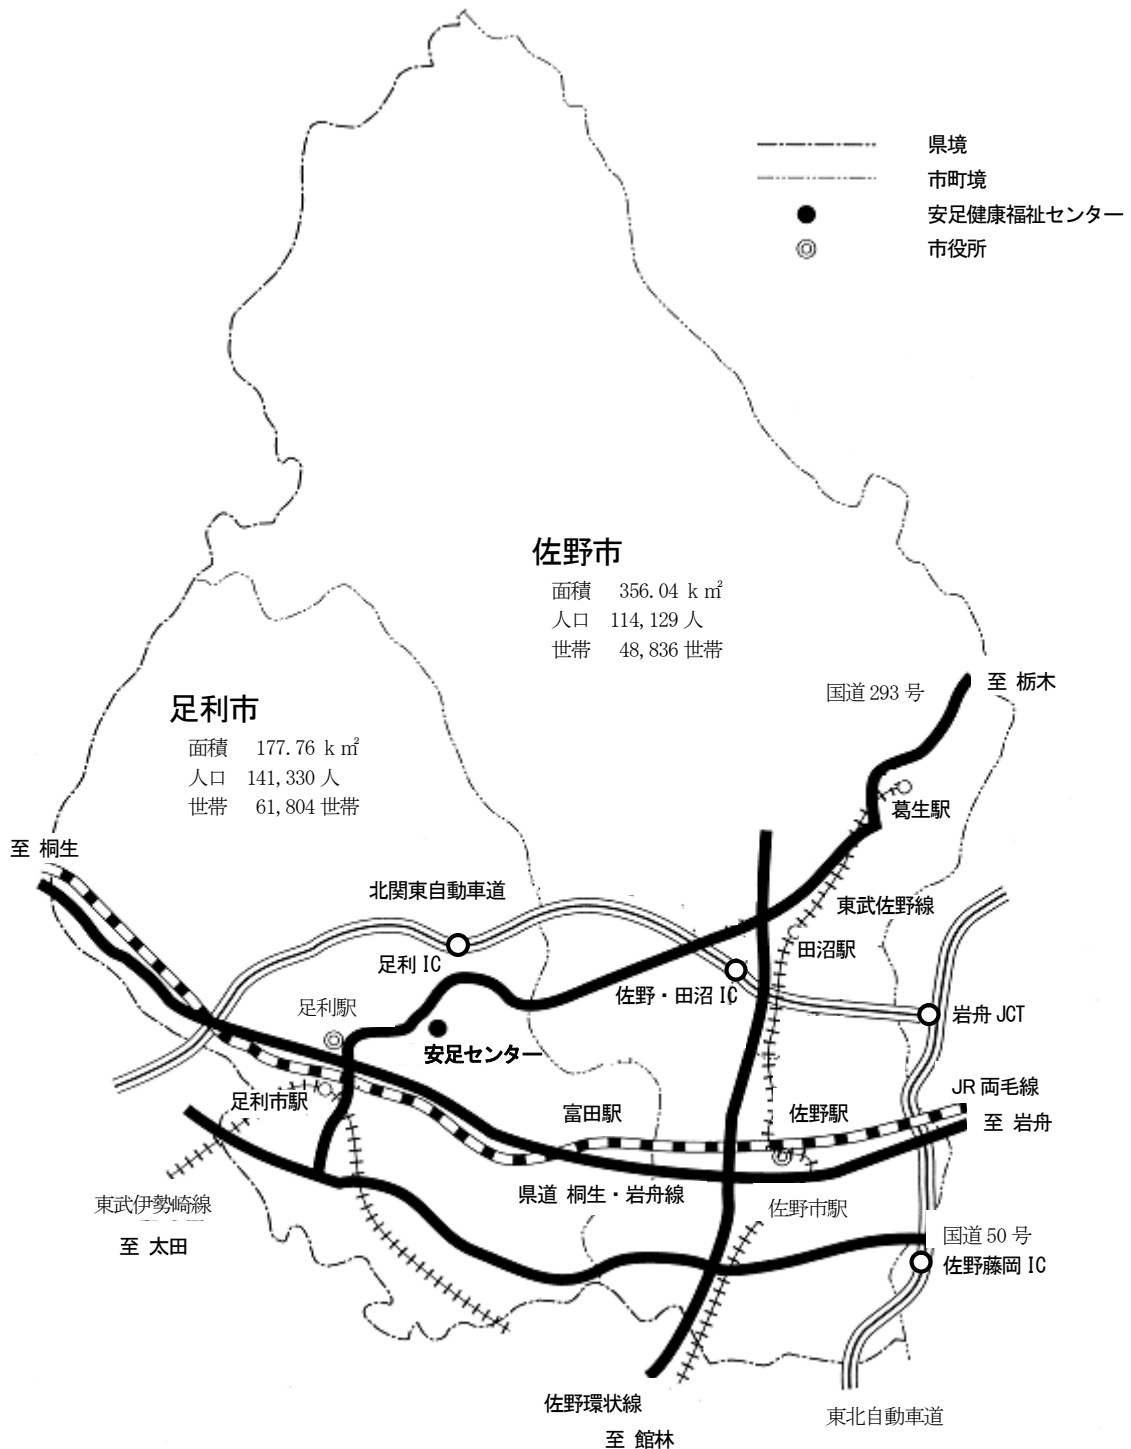 県境
市町境
安足健康福祉センター
市役所
佐野市
面積 356.04 k㎡
人口 114,129 人
世帯 48,836 世帯
国道 293 号
至 栃木
足利市
面積 177.76 k㎡
人口 141,330 人
世帯 61,804 世帯
葛生駅
至 桐生
北関東自動車道
東武佐野線
田沼駅
足利 IC
佐野・田沼 IC
足利駅
岩舟 JCT
安足センター
JR 両毛線
足利市駅
富田駅
佐野駅
至 岩舟
県道 桐生・岩舟線
東武伊勢崎線
佐野市駅
至 太田
国道 50 号
佐野藤岡 IC
佐野環状線
東北自動車道
至 館林